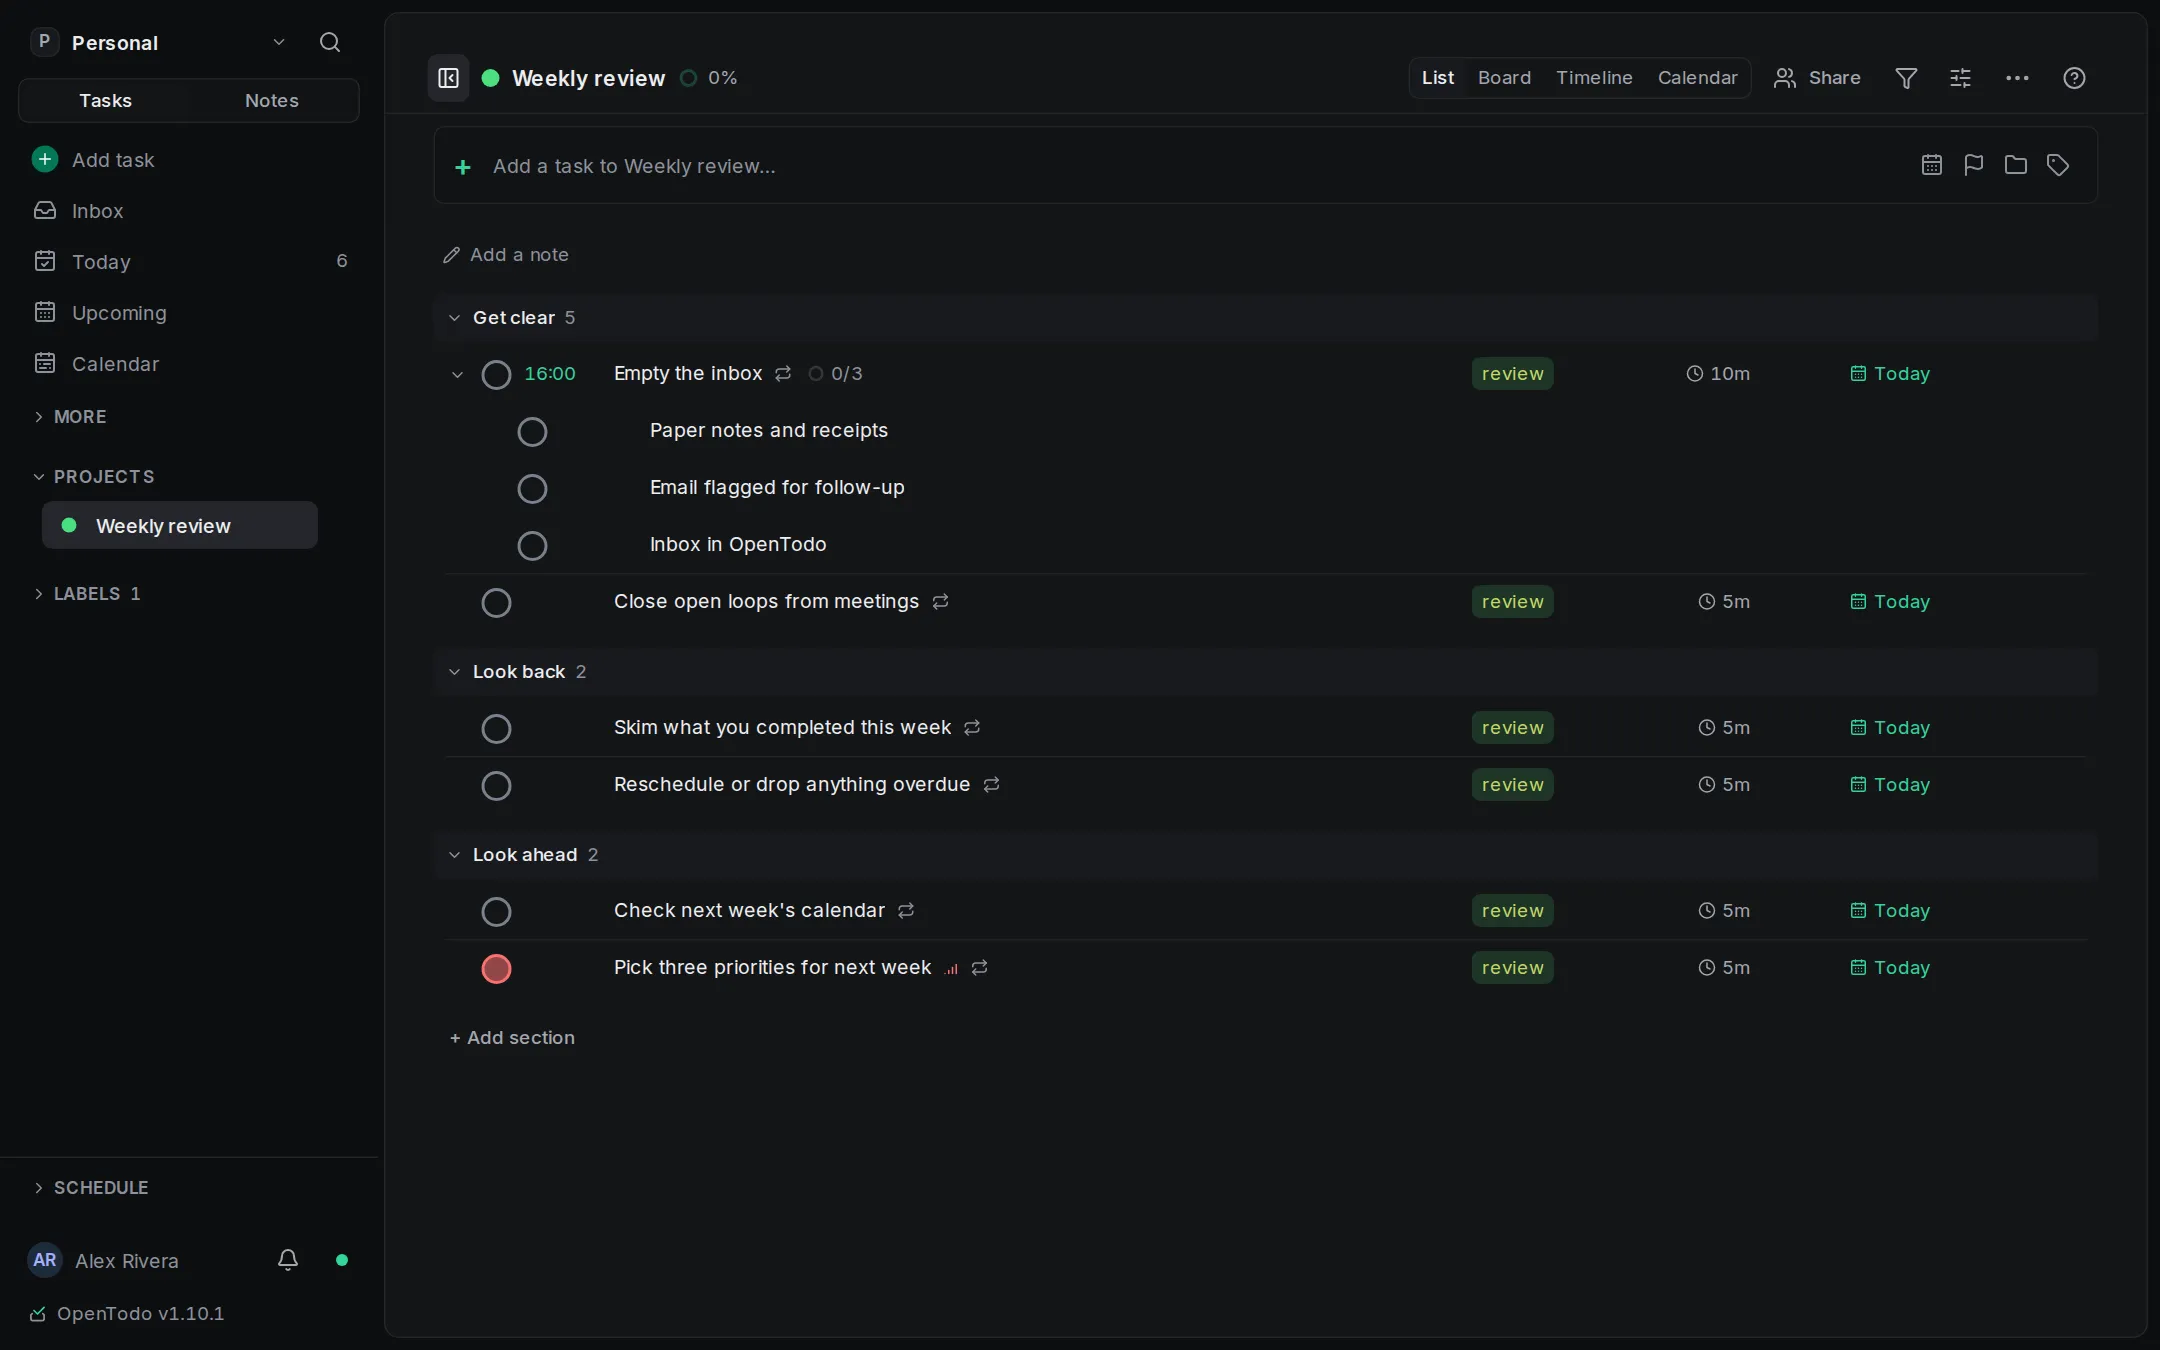 P Personal
Tasks Notes
Add task
Inbox
Today 6
Upcoming
Calendar
MORE
PROJECTS
Weekly review
LABELS 1
SCHEDULE
AR Alex Rivera
OpenTodo v1.10.1
Weekly review 0% List Board Timeline Calendar Share
+ Add a task to Weekly review...
Add a note
Get clear 5
16:00 Empty the inbox 0/3 review 10m Today
Paper notes and receipts
Email flagged for follow-up
Inbox in OpenTodo
Close open loops from meetings review 5m Today
Look back 2
Skim what you completed this week review 5m Today
Reschedule or drop anything overdue review 5m Today
Look ahead 2
Check next week's calendar review 5m Today
Pick three priorities for next week review 5m Today
+ Add section